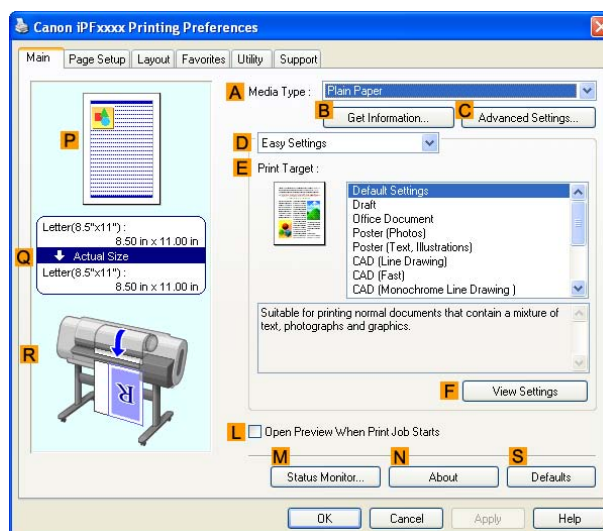 Canon iPFxxxx Printing Preferences
Main Page Setup Layout Favorites Utility Support
A Media Type : Plain Paper
B Get Information... C Advanced Settings...
D Easy Settings
E Print Target :
Default Settings
Draft
Office Document
Poster (Photos)
Poster (Text, Illustrations)
CAD (Line Drawing)
CAD (Fast)
CAD (Monochrome Line Drawing )
Suitable for printing normal documents that contain a mixture of
text, photographs and graphics.
F View Settings
P
Q
Letter(8.5"x11") :
8.50 in x 11.00 in
Actual Size
Letter(8.5"x11") :
8.50 in x 11.00 in
R
R
L Open Preview When Print Job Starts
M Status Monitor... N About S Defaults
OK Cancel Apply Help